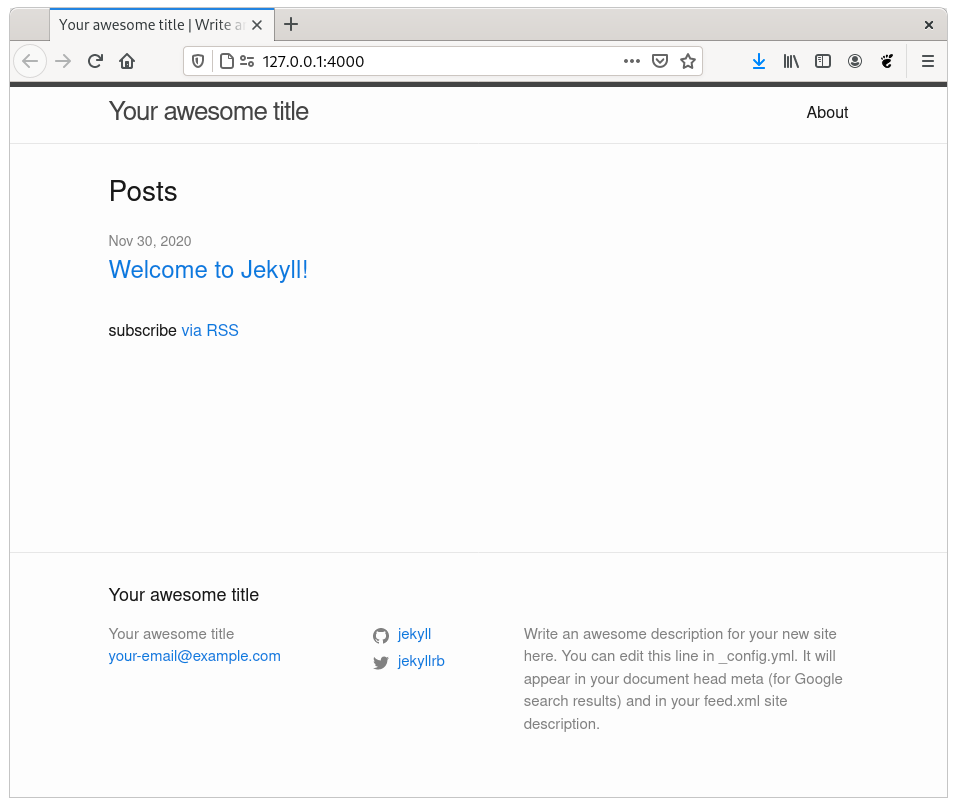 Your awesome title | Write a
127.0.0.1:4000
Your awesome title
About
Posts
Nov 30, 2020
Welcome to Jekyll!
subscribe via RSS
Your awesome title
Your awesome title
your-email@example.com
jekyll
jekyllrb
Write an awesome description for your new site
here. You can edit this line in _config.yml. It will
appear in your document head meta (for Google
search results) and in your feed.xml site
description.